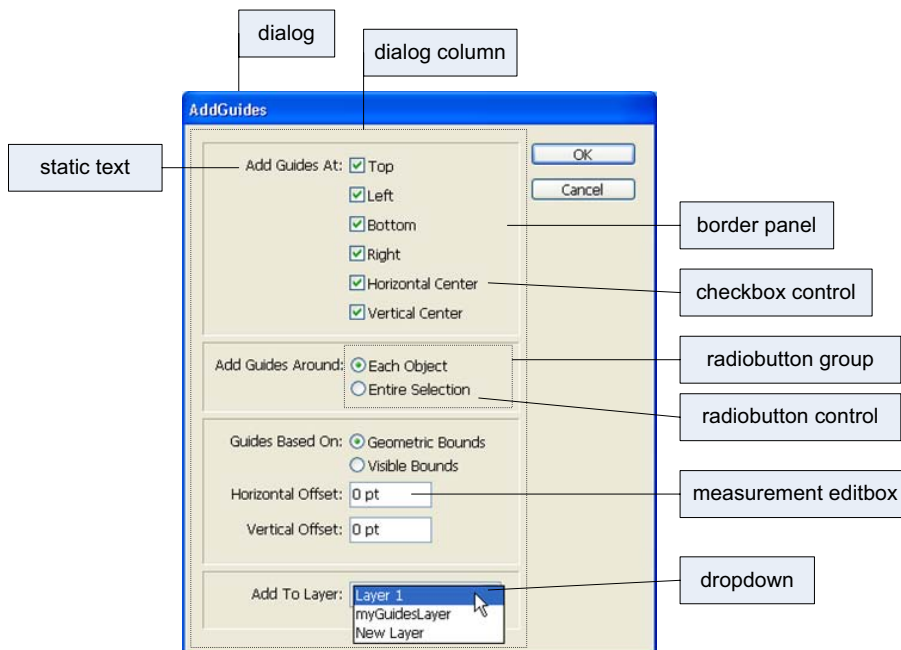 dialog
dialog column
AddGuides
static text
Add Guides At:
Top
Left
Bottom
Right
Horizontal Center
Vertical Center
OK
Cancel
border panel
checkbox control
Add Guides Around:
Each Object
Entire Selection
radiobutton group
radiobutton control
Guides Based On:
Geometric Bounds
Visible Bounds
Horizontal Offset: 0 pt
Vertical Offset: 0 pt
measurement editbox
Add To Layer:
Layer 1
myGuidesLayer
New Layer
dropdown